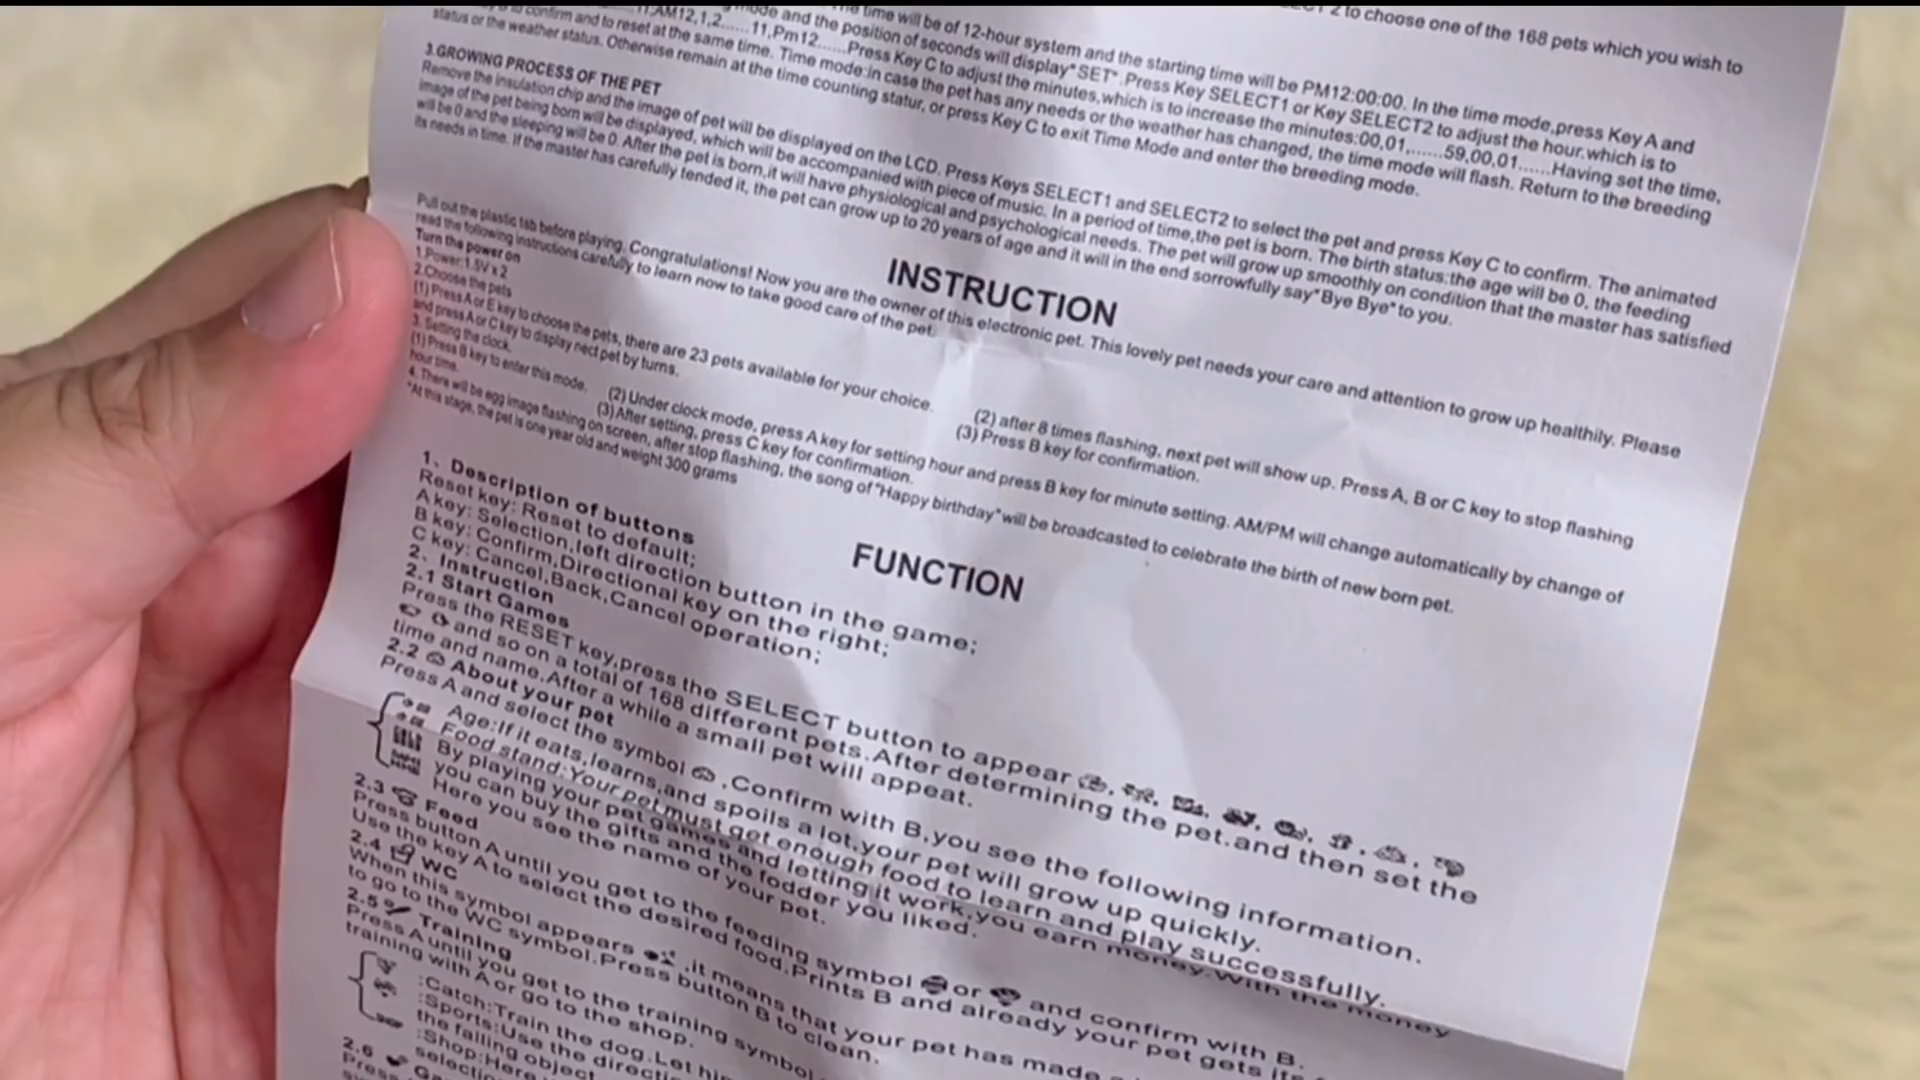 2 to choose one of the 168 pets which you wish to
time will be of 12-hour system and the starting time will be PM12:00:00. In the time mode,press Key A and
mode and the position of seconds will display"SET".Press Key SELECT1 or Key SELECT2 to adjust the hour,which is to
11,AM12,1,2......11,Pm12......Press Key C to adjust the minutes,which is to increase the minutes:00,01,......59,00,01......Having set the time,
confirm and to reset at the same time. Time mode:in case the pet has any needs or the weather has changed, the time mode will flash. Return to the breeding
status or the weather status. Otherwise remain at the time counting statur, or press Key C to exit Time Mode and enter the breeding mode.
3.GROWING PROCESS OF THE PET
Remove the insulation chip and the image of pet will be displayed on the LCD. Press Keys SELECT1 and SELECT2 to select the pet and press Key C to confirm. The animated
image of the pet being born will be displayed, which will be accompanied with piece of music. In a period of time,the pet is born. The birth status:the age will be 0, the feeding
will be 0 and the sleeping will be 0. After the pet is born,it will have physiological and psychological needs. The pet will grow up smoothly on condition that the master has satisfied
its needs in time. If the master has carefully tended it, the pet can grow up to 20 years of age and it will in the end sorrowfully say"Bye Bye"to you.
INSTRUCTION
Pull out the plastic tab before playing. Congratulations! Now you are the owner of this electronic pet. This lovely pet needs your care and attention to grow up healthily. Please
read the following instructions carefully to learn now to take good care of the pet.
Turn the power on
1.Power:1.5V x 2
2.Choose the pets
(1) Press A or E key to choose the pets, there are 23 pets available for your choice. (2) after 8 times flashing, next pet will show up. Press A, B or C key to stop flashing
and press A or C key to display nect pet by turns. (3) Press B key for confirmation.
3. Setting the clock.
(1) Press B key to enter this mode. (2) Under clock mode, press A key for setting hour and press B key for minute setting. AM/PM will change automatically by change of
hour time. (3) After setting, press C key for confirmation.
4. There will be egg image flashing on screen, after stop flashing, the song of "Happy birthday"will be broadcasted to celebrate the birth of new born pet.
*At this stage, the pet is one year old and weight 300 grams
FUNCTION
1、Description of buttons
Reset key: Reset to default;
A key: Selection,left direction button in the game;
B key: Confirm,Directional key on the right;
C key: Cancel,Back,Cancel operation;
2、Instruction
2.1 Start Games
Press the RESET key,press the SELECT button to appear
and so on a total of 168 different pets.After determining the pet.and then set the
time and name.After a while a small pet will appeat.
2.2 About your pet
Press A and select the symbol .Confirm with B,you see the following information.
Age:If it eats,learns,and spoils a lot,your pet will grow up quickly.
Food stand:Your pet must get enough food to learn and play successfully.
By playing your pet games and letting it work,you earn money.With the money
you can buy the gifts and the fodder you liked.
Here you see the name of your pet.
2.3 Feed
Press button A until you get to the feeding symbol or and confirm with B.
Use the key A to select the desired food.Prints B and already your pet gets its
2.4 WC
When this symbol appears ,it means that your pet has made
to go to the WC symbol.Press button B to clean.
2.5 Training
Press A until you get to the training symbol
training with A or go to the shop.
:Catch:Train the dog.Let
:Sports:Use the
the falling object
:Shop:Here
2.6